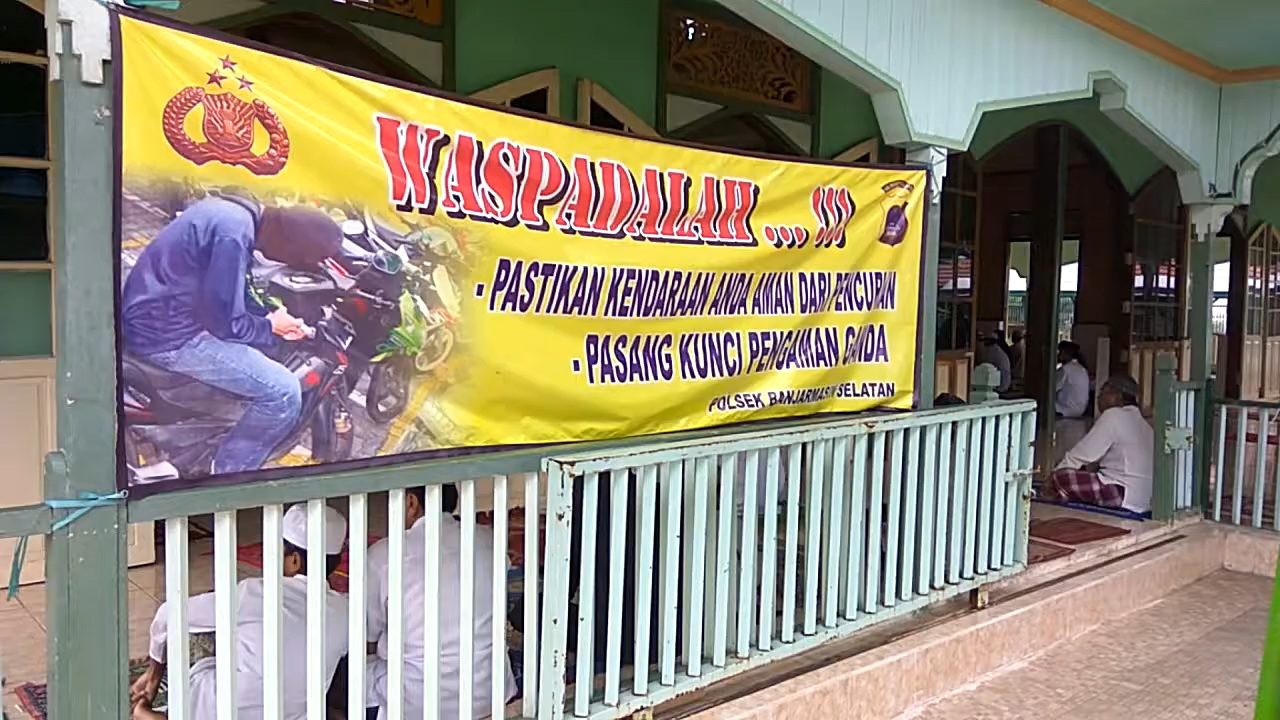 WASPADALAH ... !!!
- PASTIKAN KENDARAAN ANDA AMAN DARI PENCURIAN
- PASANG KUNCI PENGAMAN GANDA
POLSEK BANJARMASIN SELATAN